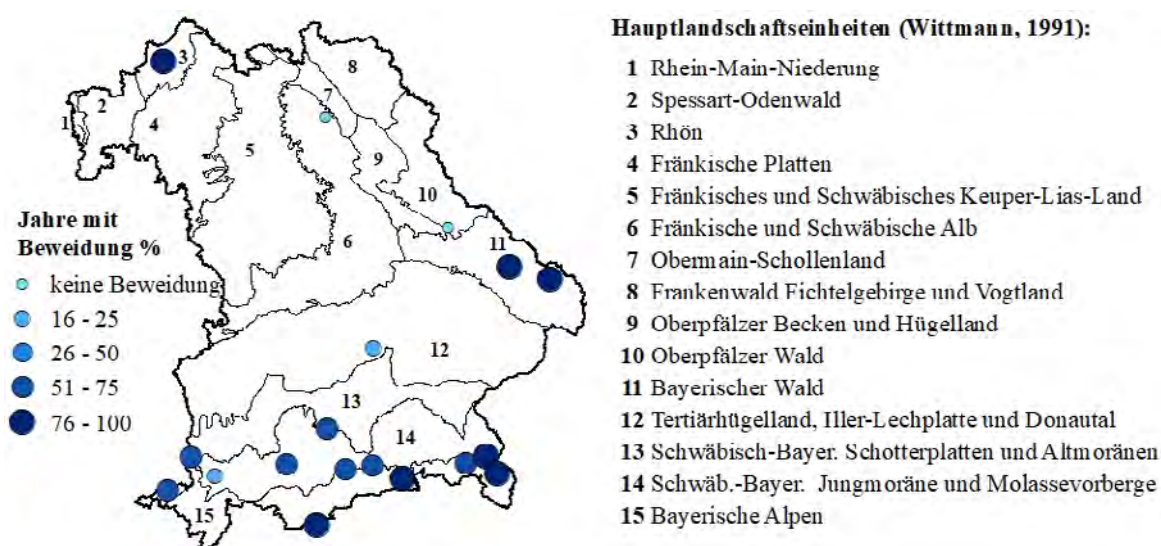 3
8
2
7
1
4
5
9
10
6
11
12
13
14
15
Jahre mit
Beweidung %
keine Beweidung
16 - 25
26 - 50
51 - 75
76 - 100
Hauptlandschaftseinheiten (Wittmann, 1991):
1 Rhein-Main-Niederung
2 Spessart-Odenwald
3 Rhön
4 Fränkische Platten
5 Fränkisches und Schwäbisches Keuper-Lias-Land
6 Fränkische und Schwäbische Alb
7 Obermain-Schollenland
8 Frankenwald Fichtelgebirge und Vogtland
9 Oberpfälzer Becken und Hügelland
10 Oberpfälzer Wald
11 Bayerischer Wald
12 Tertiärhügelland, Iller-Lechplatte und Donautal
13 Schwäbisch-Bayer. Schotterplatten und Altmoränen
14 Schwäb.-Bayer. Jungmoräne und Molassevorberge
15 Bayerische Alpen